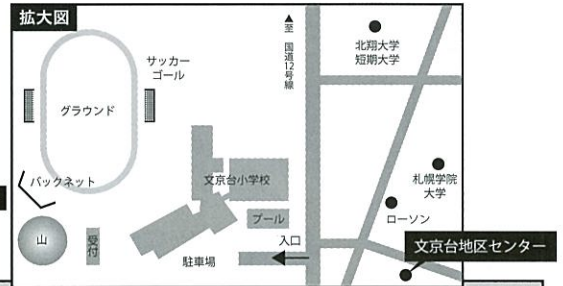 拡大図
▲至 国道12号線
北翔大学
短期大学
サッカー
ゴール
グラウンド
バックネット
文京台小学校
札幌学院
大学
ローソン
プール
山
受付
入口
駐車場
文京台地区センター